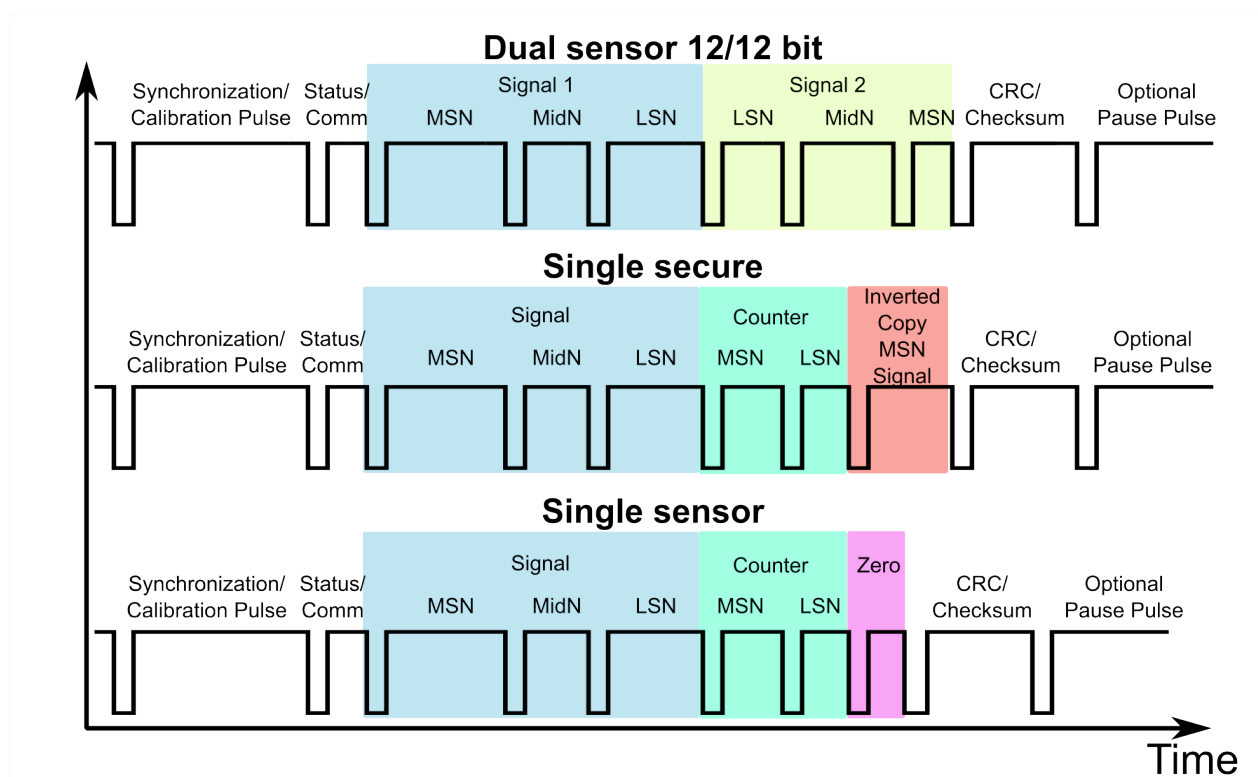 Dual sensor 12/12 bit
Synchronization/
Calibration Pulse
Status/
Comm
Signal 1
MSN MidN LSN
Signal 2
LSN MidN MSN
CRC/
Checksum
Optional
Pause Pulse
Single secure
Synchronization/
Calibration Pulse
Status/
Comm
Signal
MSN MidN LSN
Counter
MSN LSN
Inverted
Copy
MSN
Signal
CRC/
Checksum
Optional
Pause Pulse
Single sensor
Synchronization/
Calibration Pulse
Status/
Comm
Signal
MSN MidN LSN
Counter
MSN LSN
Zero
CRC/
Checksum
Optional
Pause Pulse
Time